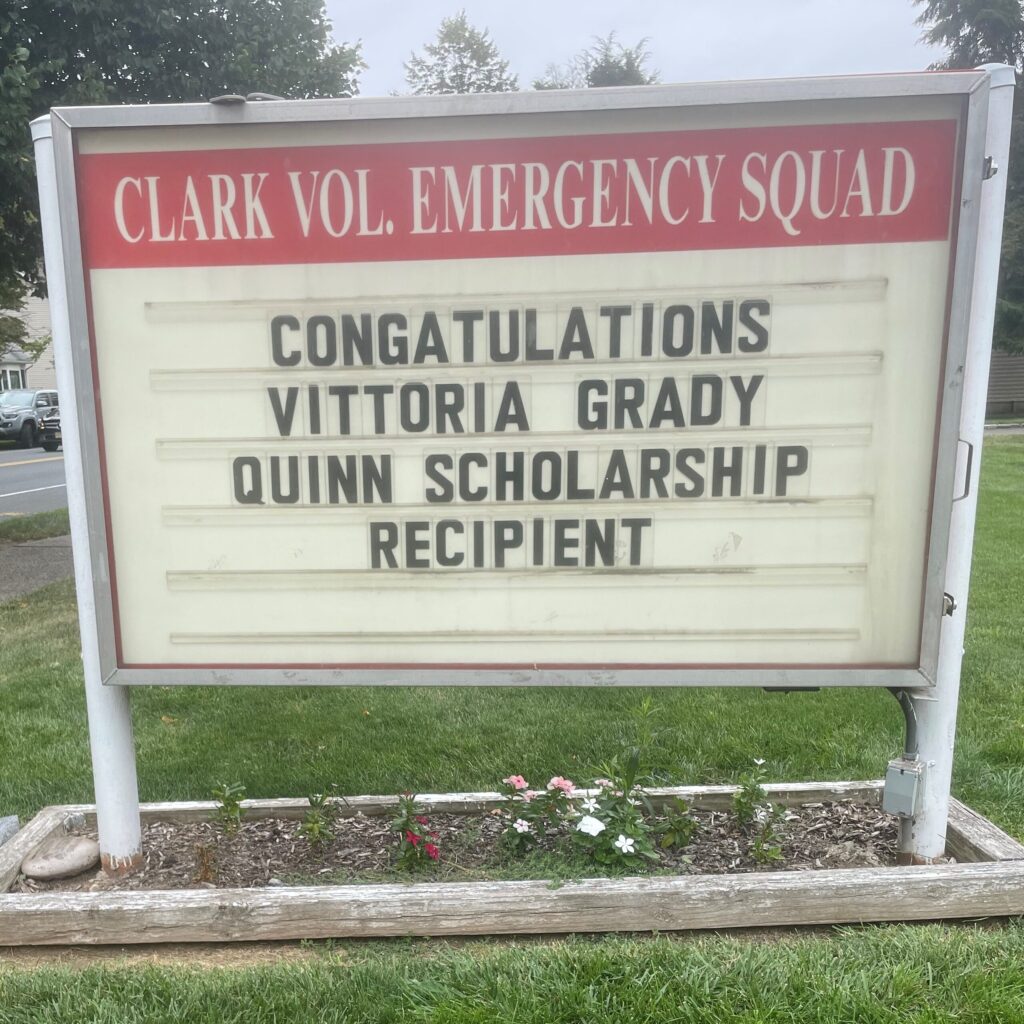 CLARK VOL. EMERGENCY SQUAD
CONGATULATIONS
VITTORIA GRADY
QUINN SCHOLARSHIP
RECIPIENT